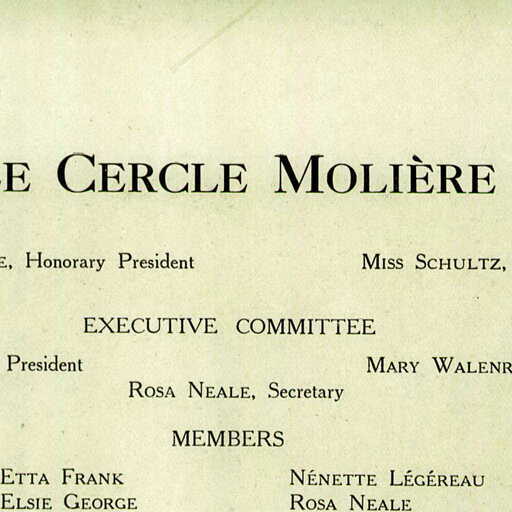 E CERCLE MOLIÈRE
E, Honorary President MISS SCHULTZ,
EXECUTIVE COMMITTEE
President MARY WALENR
ROSA NEALE, Secretary
MEMBERS
ETTA FRANK NÉNETTE LÉGÉREAU
ELSIE GEORGE ROSA NEALE